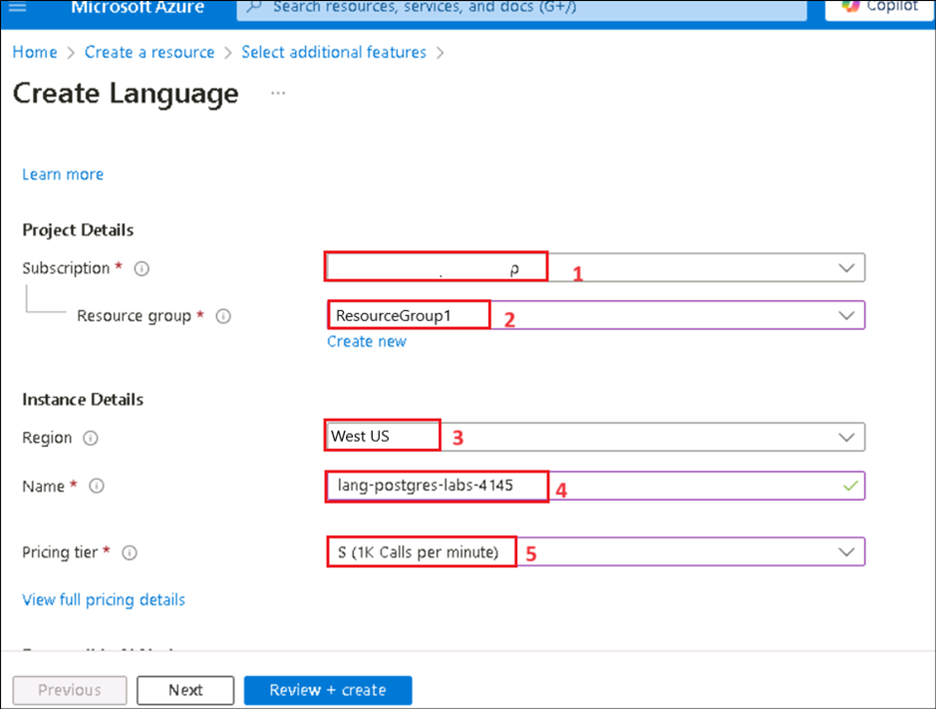 Microsoft Azure
Search resources, services, and docs (G+/)
Copilot
Home > Create a resource > Select additional features >
Create Language ...
Learn more
Project Details
Subscription *
1
Resource group * ResourceGroup1 2
Create new
Instance Details
Region West US 3
Name * lang-postgres-labs-4145 4
Pricing tier * S (1K Calls per minute) 5
View full pricing details
Previous
Next
Review + create